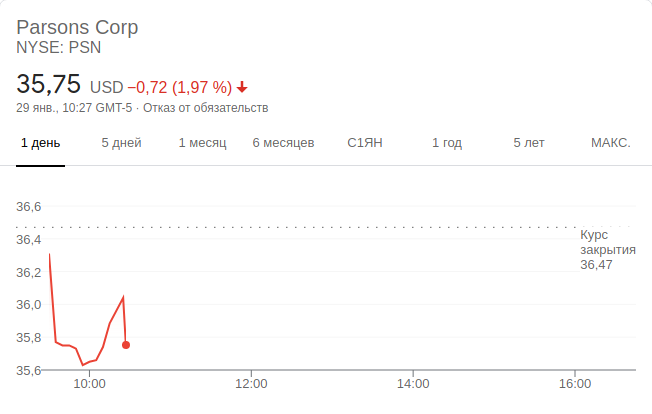 Parsons Corp
NYSE: PSN
35,75 USD −0,72 (1,97 %)
29 янв., 10:27 GMT-5 · Отказ от обязательств
1 день 5 дней 1 месяц 6 месяцев С1ЯН 1 год 5 лет МАКС.
36,6
Курс
36,4
закрытия
36,47
36,2
36,0
35,8
35,6
10:00 12:00 14:00 16:00